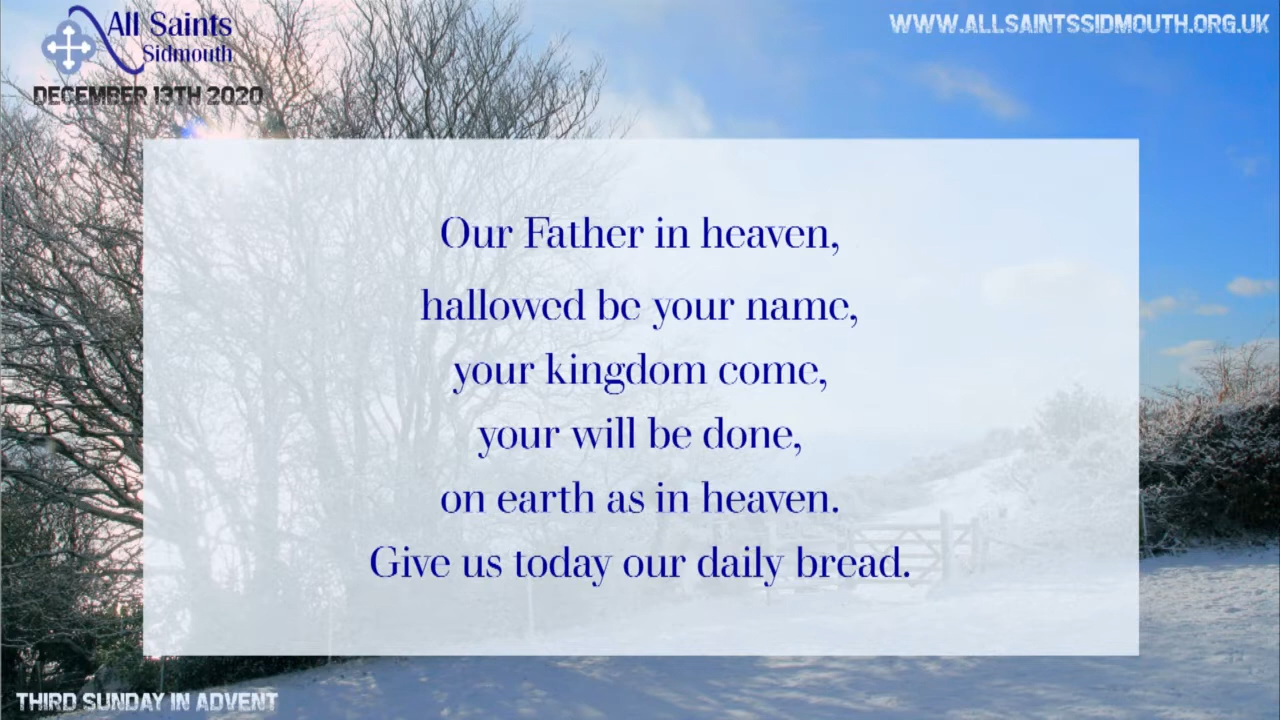 All Saints
Sidmouth
DECEMBER 13TH 2020
WWW.ALLSAINTSSIDMOUTH.ORG.UK
Our Father in heaven,
hallowed be your name,
your kingdom come,
your will be done,
on earth as in heaven.
Give us today our daily bread.
THIRD SUNDAY IN ADVENT